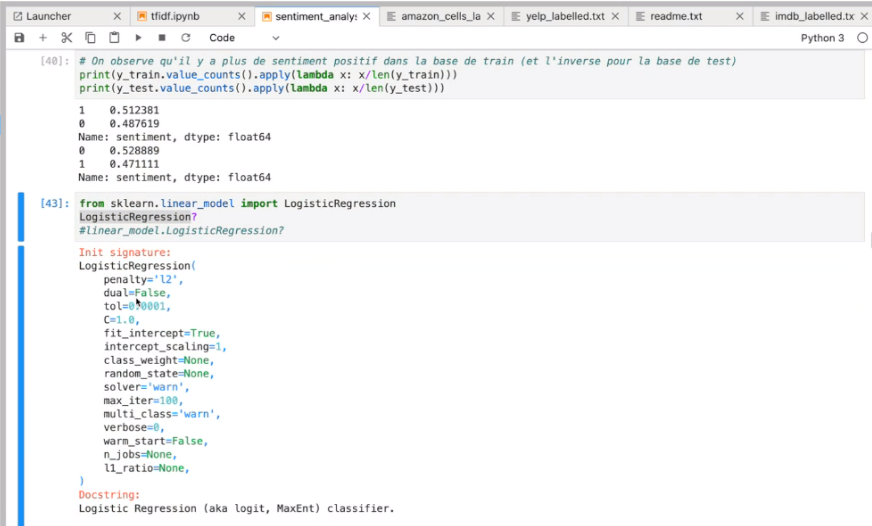 Launcher
tfidf.ipynb
sentiment_analy:
amazon_cells_la
yelp_labelled.txt
readme.txt
imdb_labelled.tx
Code
Python 3
[40]: # On observe qu'il y a plus de sentiment positif dans la base de train (et l'inverse pour la base de test)
print(y_train.value_counts().apply(lambda x: x/len(y_train)))
print(y_test.value_counts().apply(lambda x: x/len(y_test)))
1    0.512381
0    0.487619
Name: sentiment, dtype: float64
0    0.528889
1    0.471111
Name: sentiment, dtype: float64
[43]: from sklearn.linear_model import LogisticRegression
LogisticRegression?
#linear_model.LogisticRegression?
Init signature:
LogisticRegression(
    penalty='l2',
    dual=False,
    tol=0.0001,
    C=1.0,
    fit_intercept=True,
    intercept_scaling=1,
    class_weight=None,
    random_state=None,
    solver='warn',
    max_iter=100,
    multi_class='warn',
    verbose=0,
    warm_start=False,
    n_jobs=None,
    l1_ratio=None,
)
Docstring:
Logistic Regression (aka logit, MaxEnt) classifier.